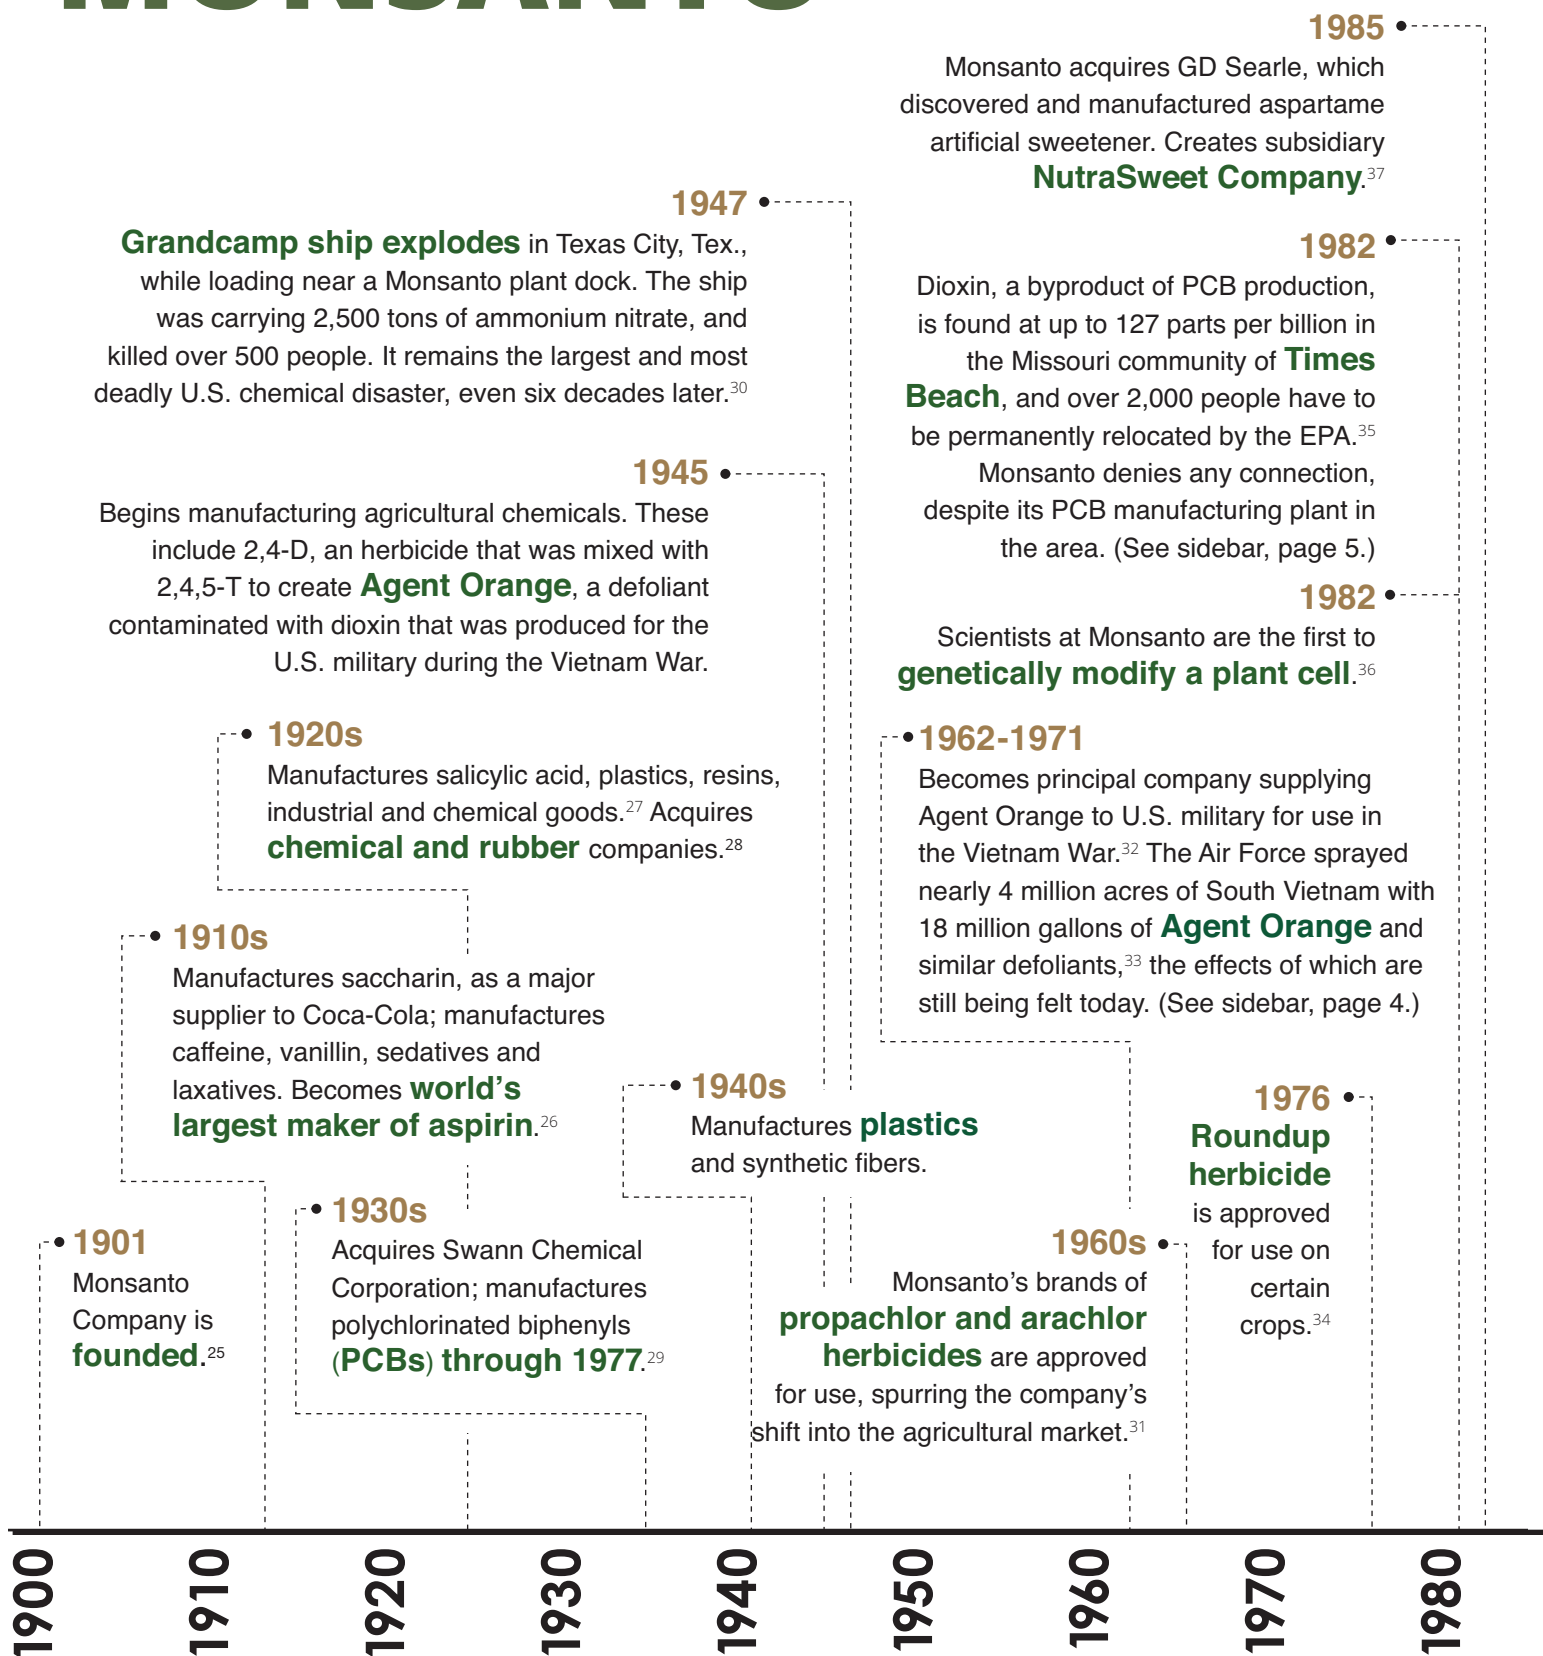 MONSANTO
1985
Monsanto acquires GD Searle, which
discovered and manufactured aspartame
artificial sweetener. Creates subsidiary
NutraSweet Company.37
1947
Grandcamp ship explodes in Texas City, Tex.,
while loading near a Monsanto plant dock. The ship
was carrying 2,500 tons of ammonium nitrate, and
killed over 500 people. It remains the largest and most
deadly U.S. chemical disaster, even six decades later.30
1982
Dioxin, a byproduct of PCB production,
is found at up to 127 parts per billion in
the Missouri community of Times
Beach, and over 2,000 people have to
be permanently relocated by the EPA.35
Monsanto denies any connection,
despite its PCB manufacturing plant in
the area. (See sidebar, page 5.)
1945
Begins manufacturing agricultural chemicals. These
include 2,4-D, an herbicide that was mixed with
2,4,5-T to create Agent Orange, a defoliant
contaminated with dioxin that was produced for the
U.S. military during the Vietnam War.
1982
Scientists at Monsanto are the first to
genetically modify a plant cell.36
1920s
Manufactures salicylic acid, plastics, resins,
industrial and chemical goods.27 Acquires
chemical and rubber companies.28
1962-1971
Becomes principal company supplying
Agent Orange to U.S. military for use in
the Vietnam War.32 The Air Force sprayed
nearly 4 million acres of South Vietnam with
18 million gallons of Agent Orange and
similar defoliants,33 the effects of which are
still being felt today. (See sidebar, page 4.)
1910s
Manufactures saccharin, as a major
supplier to Coca-Cola; manufactures
caffeine, vanillin, sedatives and
laxatives. Becomes world's
largest maker of aspirin.26
1940s
Manufactures plastics
and synthetic fibers.
1976
Roundup
herbicide
is approved
for use on
certain
crops.34
1930s
Acquires Swann Chemical
Corporation; manufactures
polychlorinated biphenyls
(PCBs) through 1977.29
1901
Monsanto
Company is
founded.25
1960s
Monsanto's brands of
propachlor and arachlor
herbicides are approved
for use, spurring the company's
shift into the agricultural market.31
1900
1910
1920
1930
1940
1950
1960
1970
1980